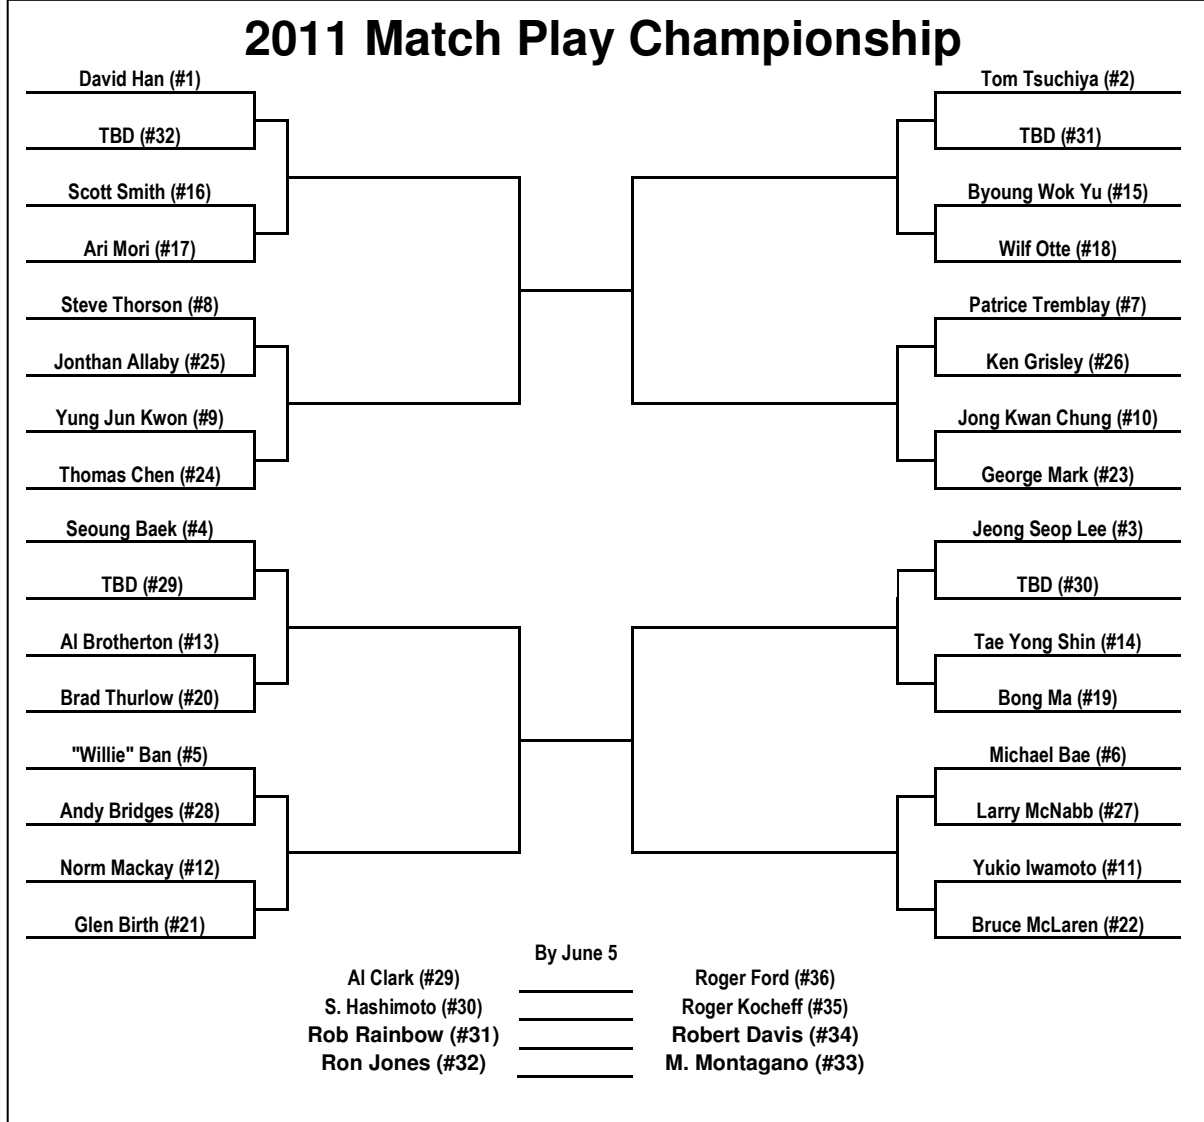 2011 Match Play Championship
David Han (#1)
TBD (#32)
Scott Smith (#16)
Ari Mori (#17)
Steve Thorson (#8)
Jonthan Allaby (#25)
Yung Jun Kwon (#9)
Thomas Chen (#24)
Seoung Baek (#4)
TBD (#29)
Al Brotherton (#13)
Brad Thurlow (#20)
"Willie" Ban (#5)
Andy Bridges (#28)
Norm Mackay (#12)
Glen Birth (#21)
Tom Tsuchiya (#2)
TBD (#31)
Byoung Wok Yu (#15)
Wilf Otte (#18)
Patrice Tremblay (#7)
Ken Grisley (#26)
Jong Kwan Chung (#10)
George Mark (#23)
Jeong Seop Lee (#3)
TBD (#30)
Tae Yong Shin (#14)
Bong Ma (#19)
Michael Bae (#6)
Larry McNabb (#27)
Yukio Iwamoto (#11)
Bruce McLaren (#22)
By June 5
Al Clark (#29) Roger Ford (#36)
S. Hashimoto (#30) Roger Kocheff (#35)
Rob Rainbow (#31) Robert Davis (#34)
Ron Jones (#32) M. Montagano (#33)